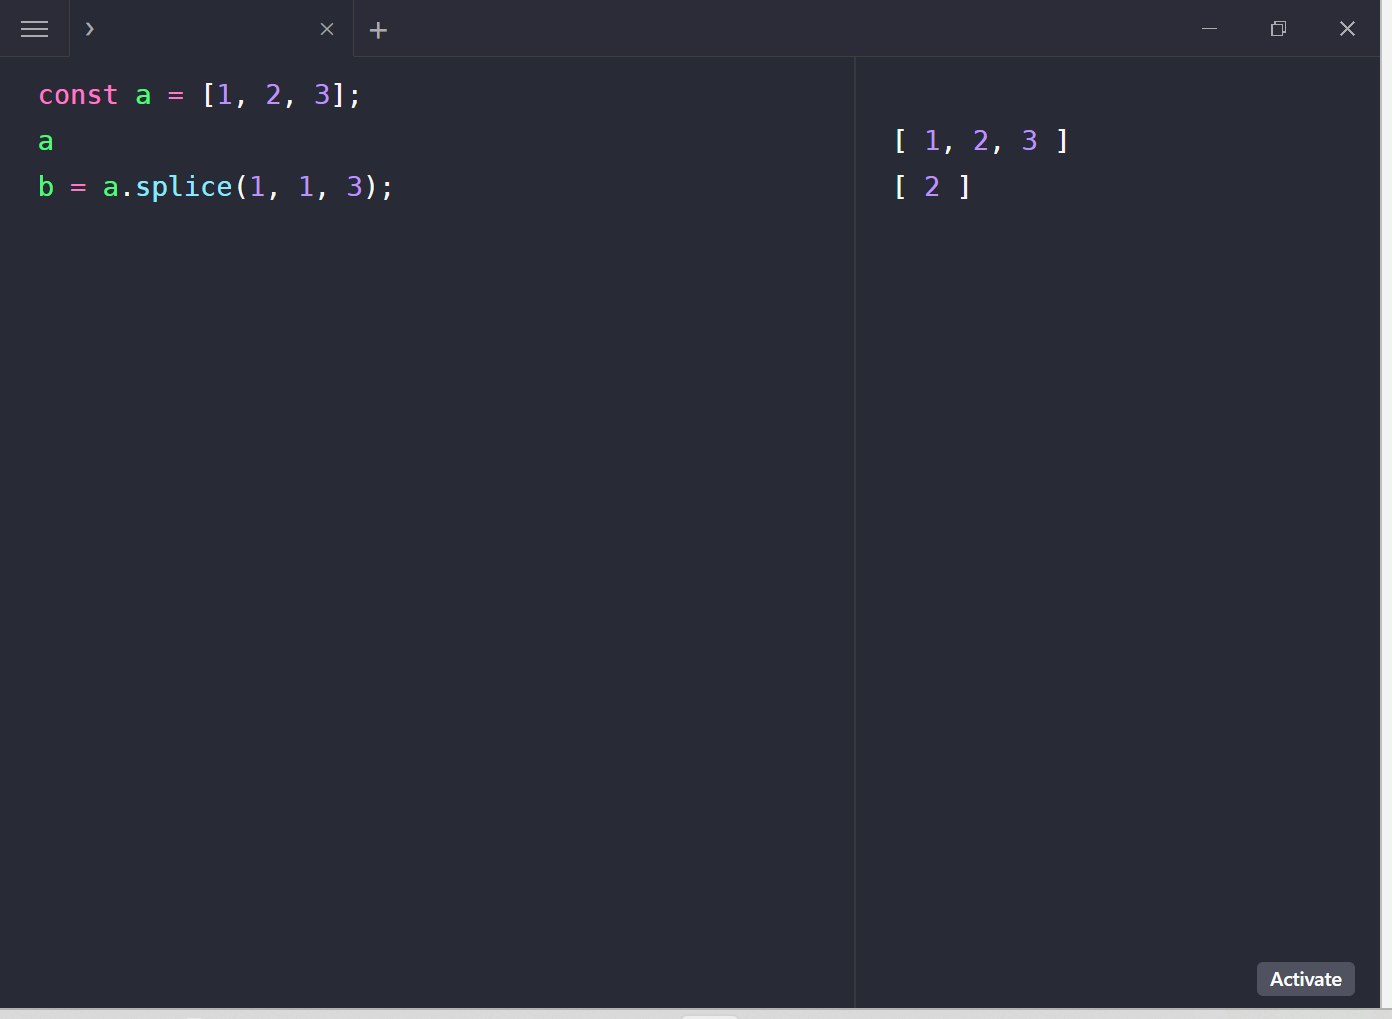 const a = [1, 2, 3];
a
[ 1, 2, 3 ]
b = a.splice(1, 1, 3);
[ 2 ]
Activate